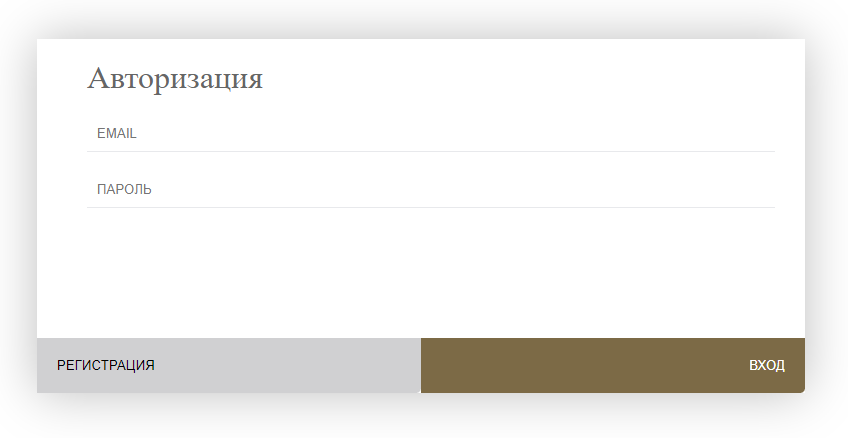 Авторизация
EMAIL
ПАРОЛЬ
РЕГИСТРАЦИЯ
ВХОД